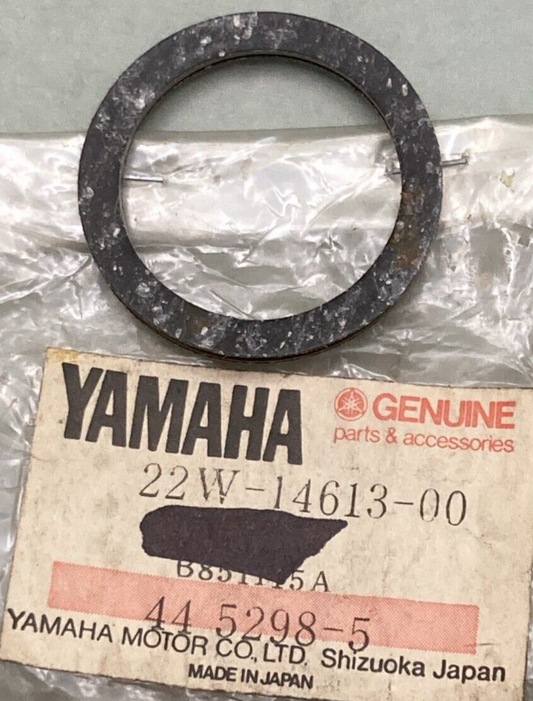 YAMAHA
GENUINE
parts & accessories
22W-14613-00
44 5298-5
YAMAHA MOTOR CO., LTD. Shizuoka Japan
MADE IN JAPAN